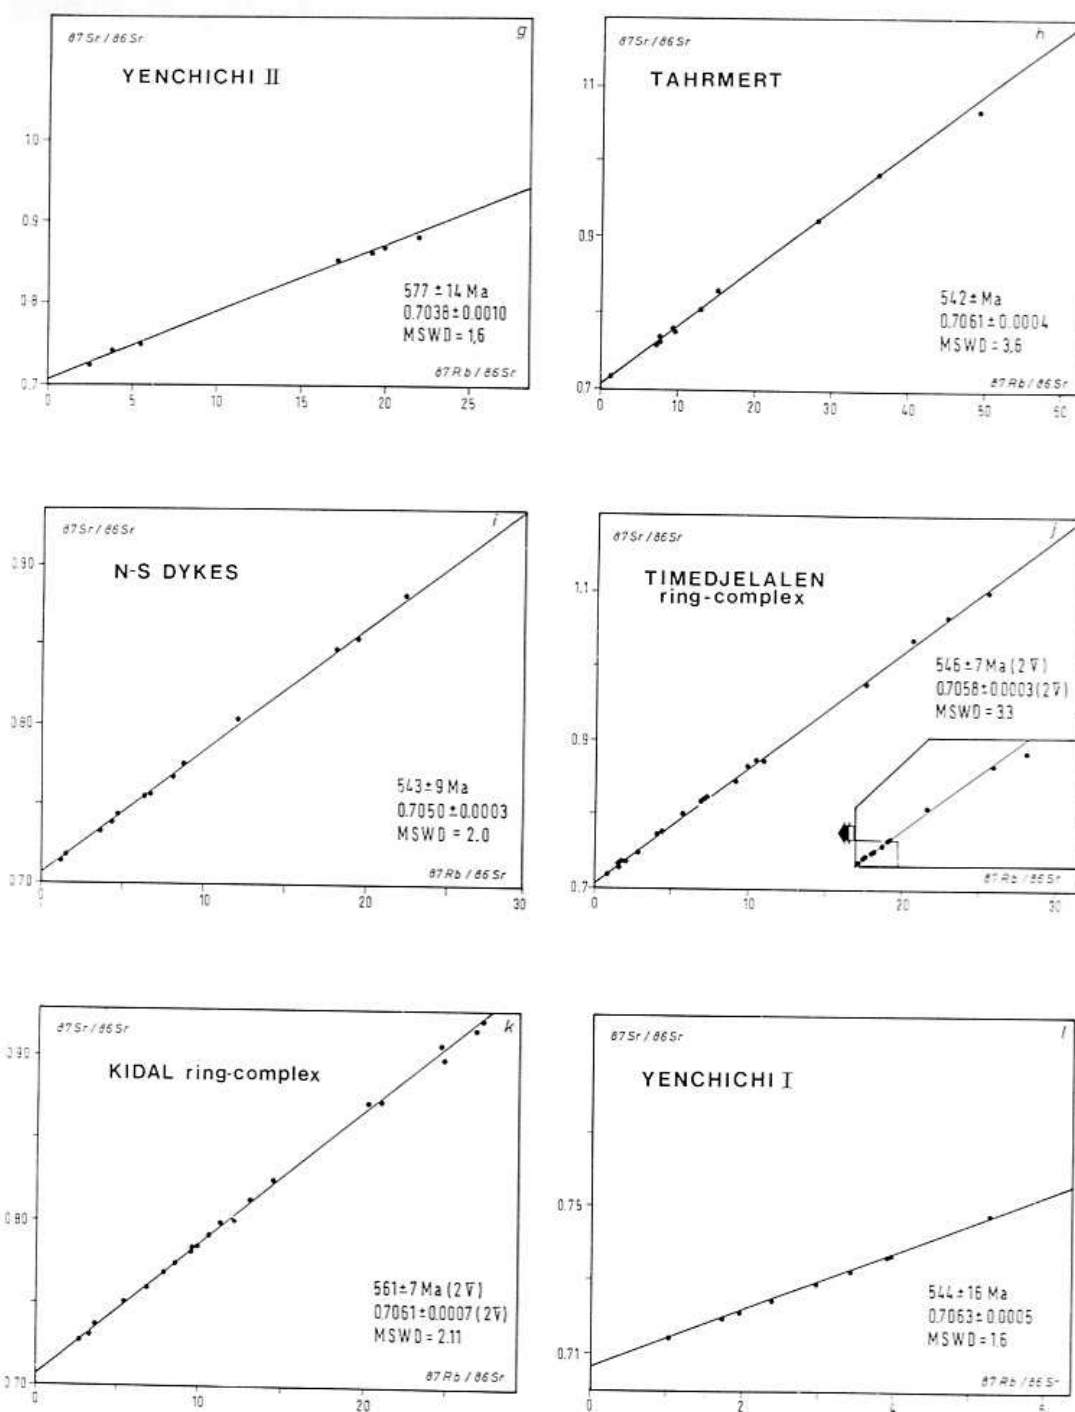 87Sr/86Sr
g
YENCHICHI II
1.0
0.9
0.8
0.7
577 ± 14 Ma
0.7038±0.0010
MSWD = 1,6
87Rb/86Sr
0 5 10 15 20 25
87Sr/86Sr
h
TAHRMERT
1.1
0.9
0.7
542± Ma
0.7061±0.0004
MSWD = 3,6
87Rb/86Sr
0 10 20 30 40 50 60
87Sr/86Sr
i
N-S DYKES
0.90
0.80
0.70
543±9 Ma
0.7050±0.0003
MSWD = 2.0
87Rb/86Sr
0 10 20 30
87Sr/86Sr
j
TIMEDJELALEN
ring-complex
1.1
0.9
0.7
546±7 Ma (2σ)
0.7058±0.0003 (2σ)
MSWD = 3.3
87Rb/86Sr
0 10 20 30
87Sr/86Sr
k
KIDAL ring-complex
0.90
0.80
0.70
561±7 Ma (2σ)
0.7061±0.0007 (2σ)
MSWD = 2.11
87Rb/86Sr
0 10 20
87Sr/86Sr
l
YENCHICHI I
0.75
0.71
544±16 Ma
0.7063±0.0005
MSWD = 1.6
87Rb/86Sr
0 2 4